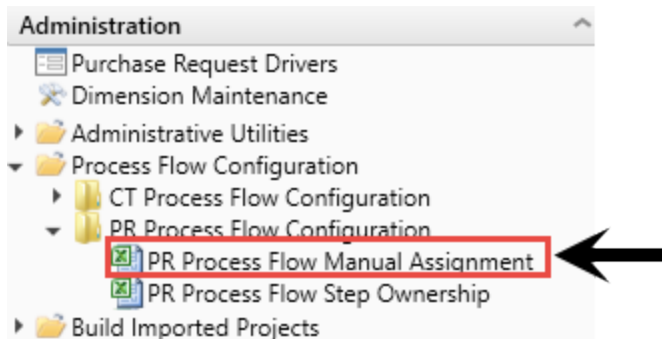 Administration
Purchase Request Drivers
Dimension Maintenance
Administrative Utilities
Process Flow Configuration
CT Process Flow Configuration
PR Process Flow Configuration
PR Process Flow Manual Assignment
PR Process Flow Step Ownership
Build Imported Projects